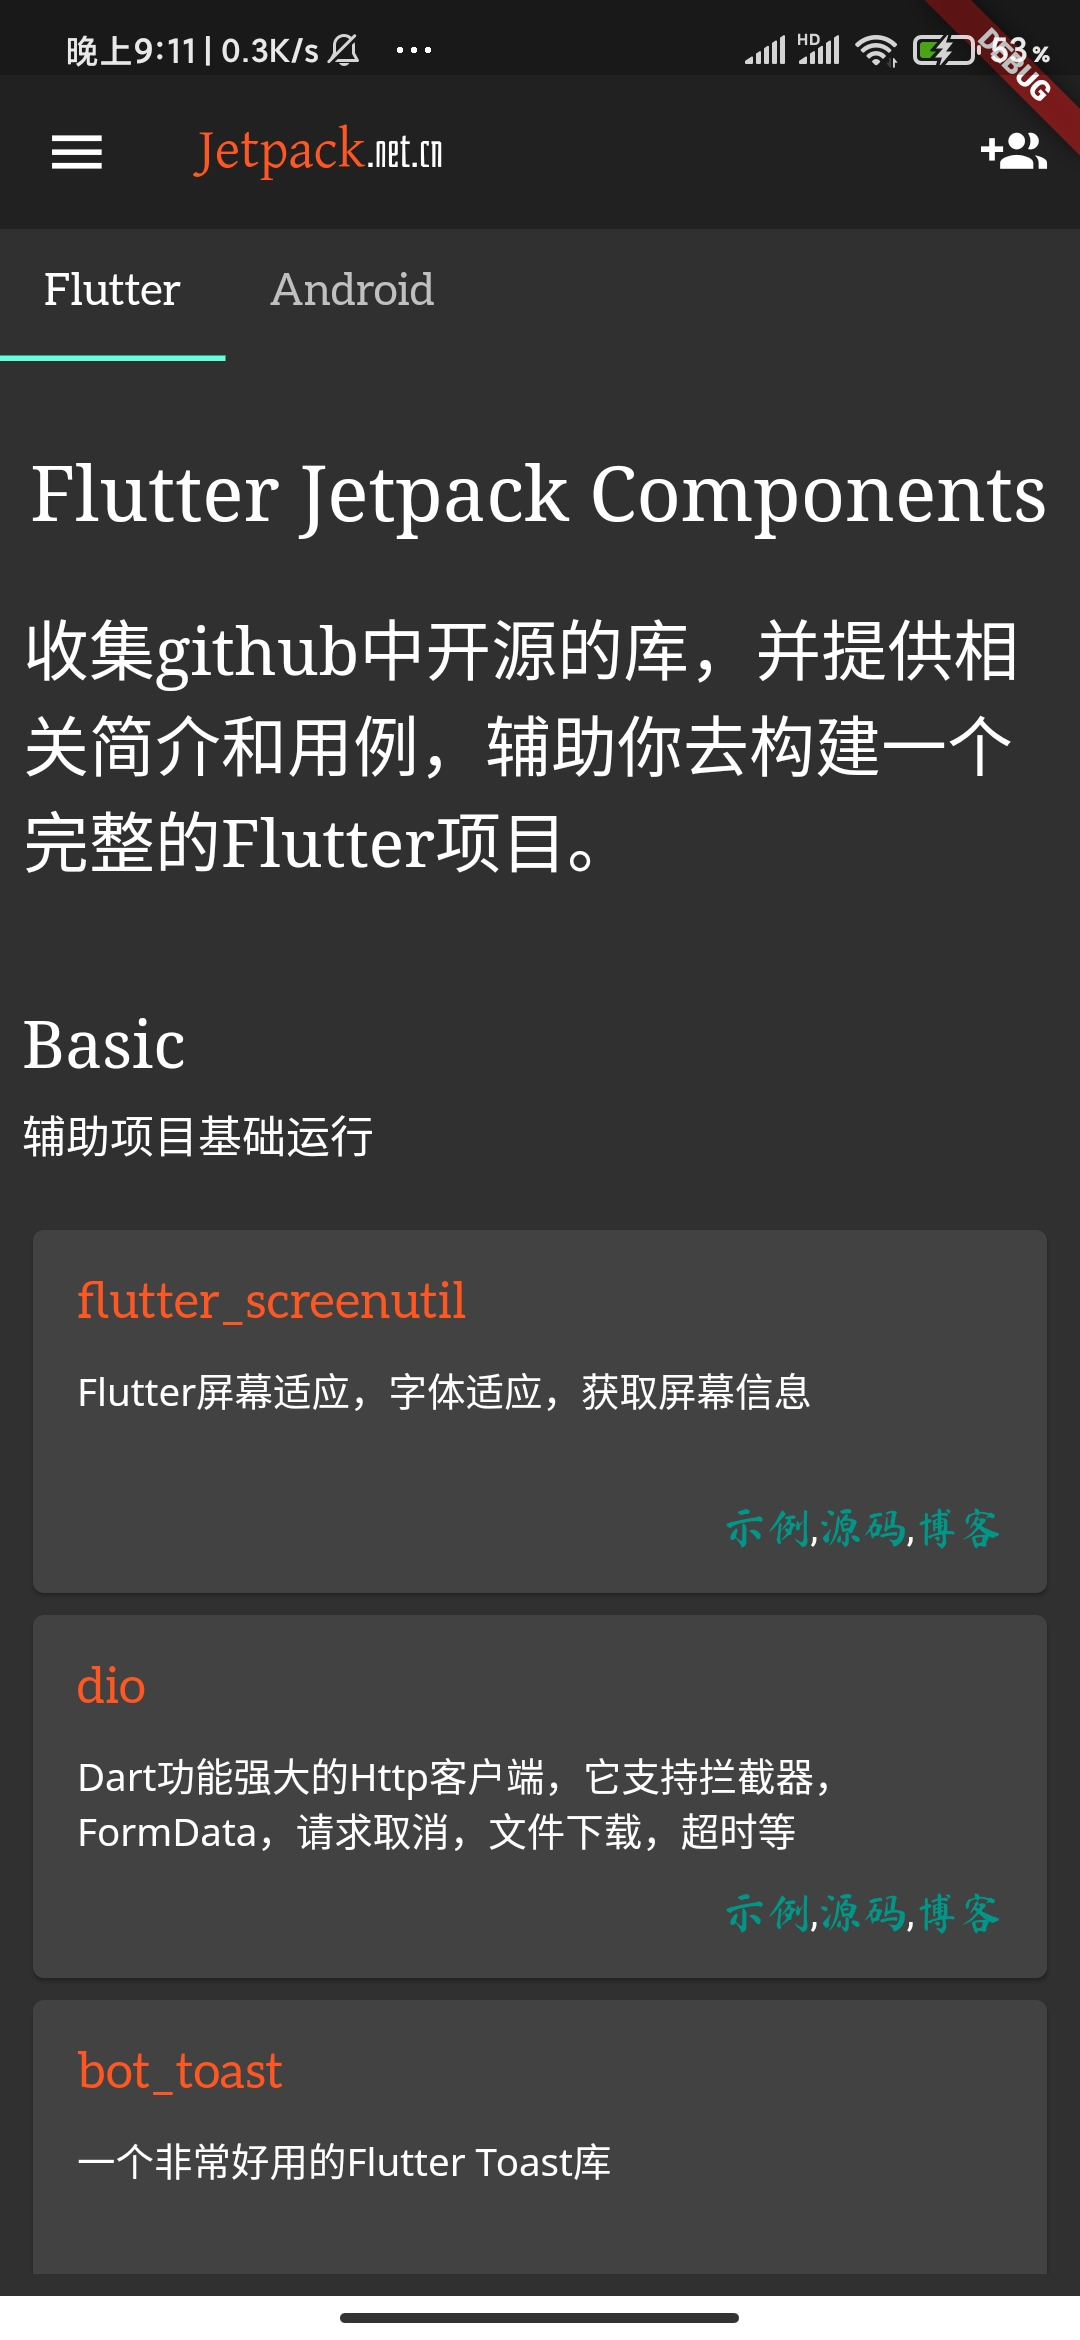 晚上9:11 | 0.3K/s
HD
53%
DEBUG
Jetpack.net.cn
Flutter Android
Flutter Jetpack Components
收集github中开源的库，并提供相
关简介和用例，辅助你去构建一个
完整的Flutter项目。
Basic
辅助项目基础运行
flutter_screenutil
Flutter屏幕适应，字体适应，获取屏幕信息
示例,源码,博客
dio
Dart功能强大的Http客户端，它支持拦截器，
FormData，请求取消，文件下载，超时等
示例,源码,博客
bot_toast
一个非常好用的Flutter Toast库